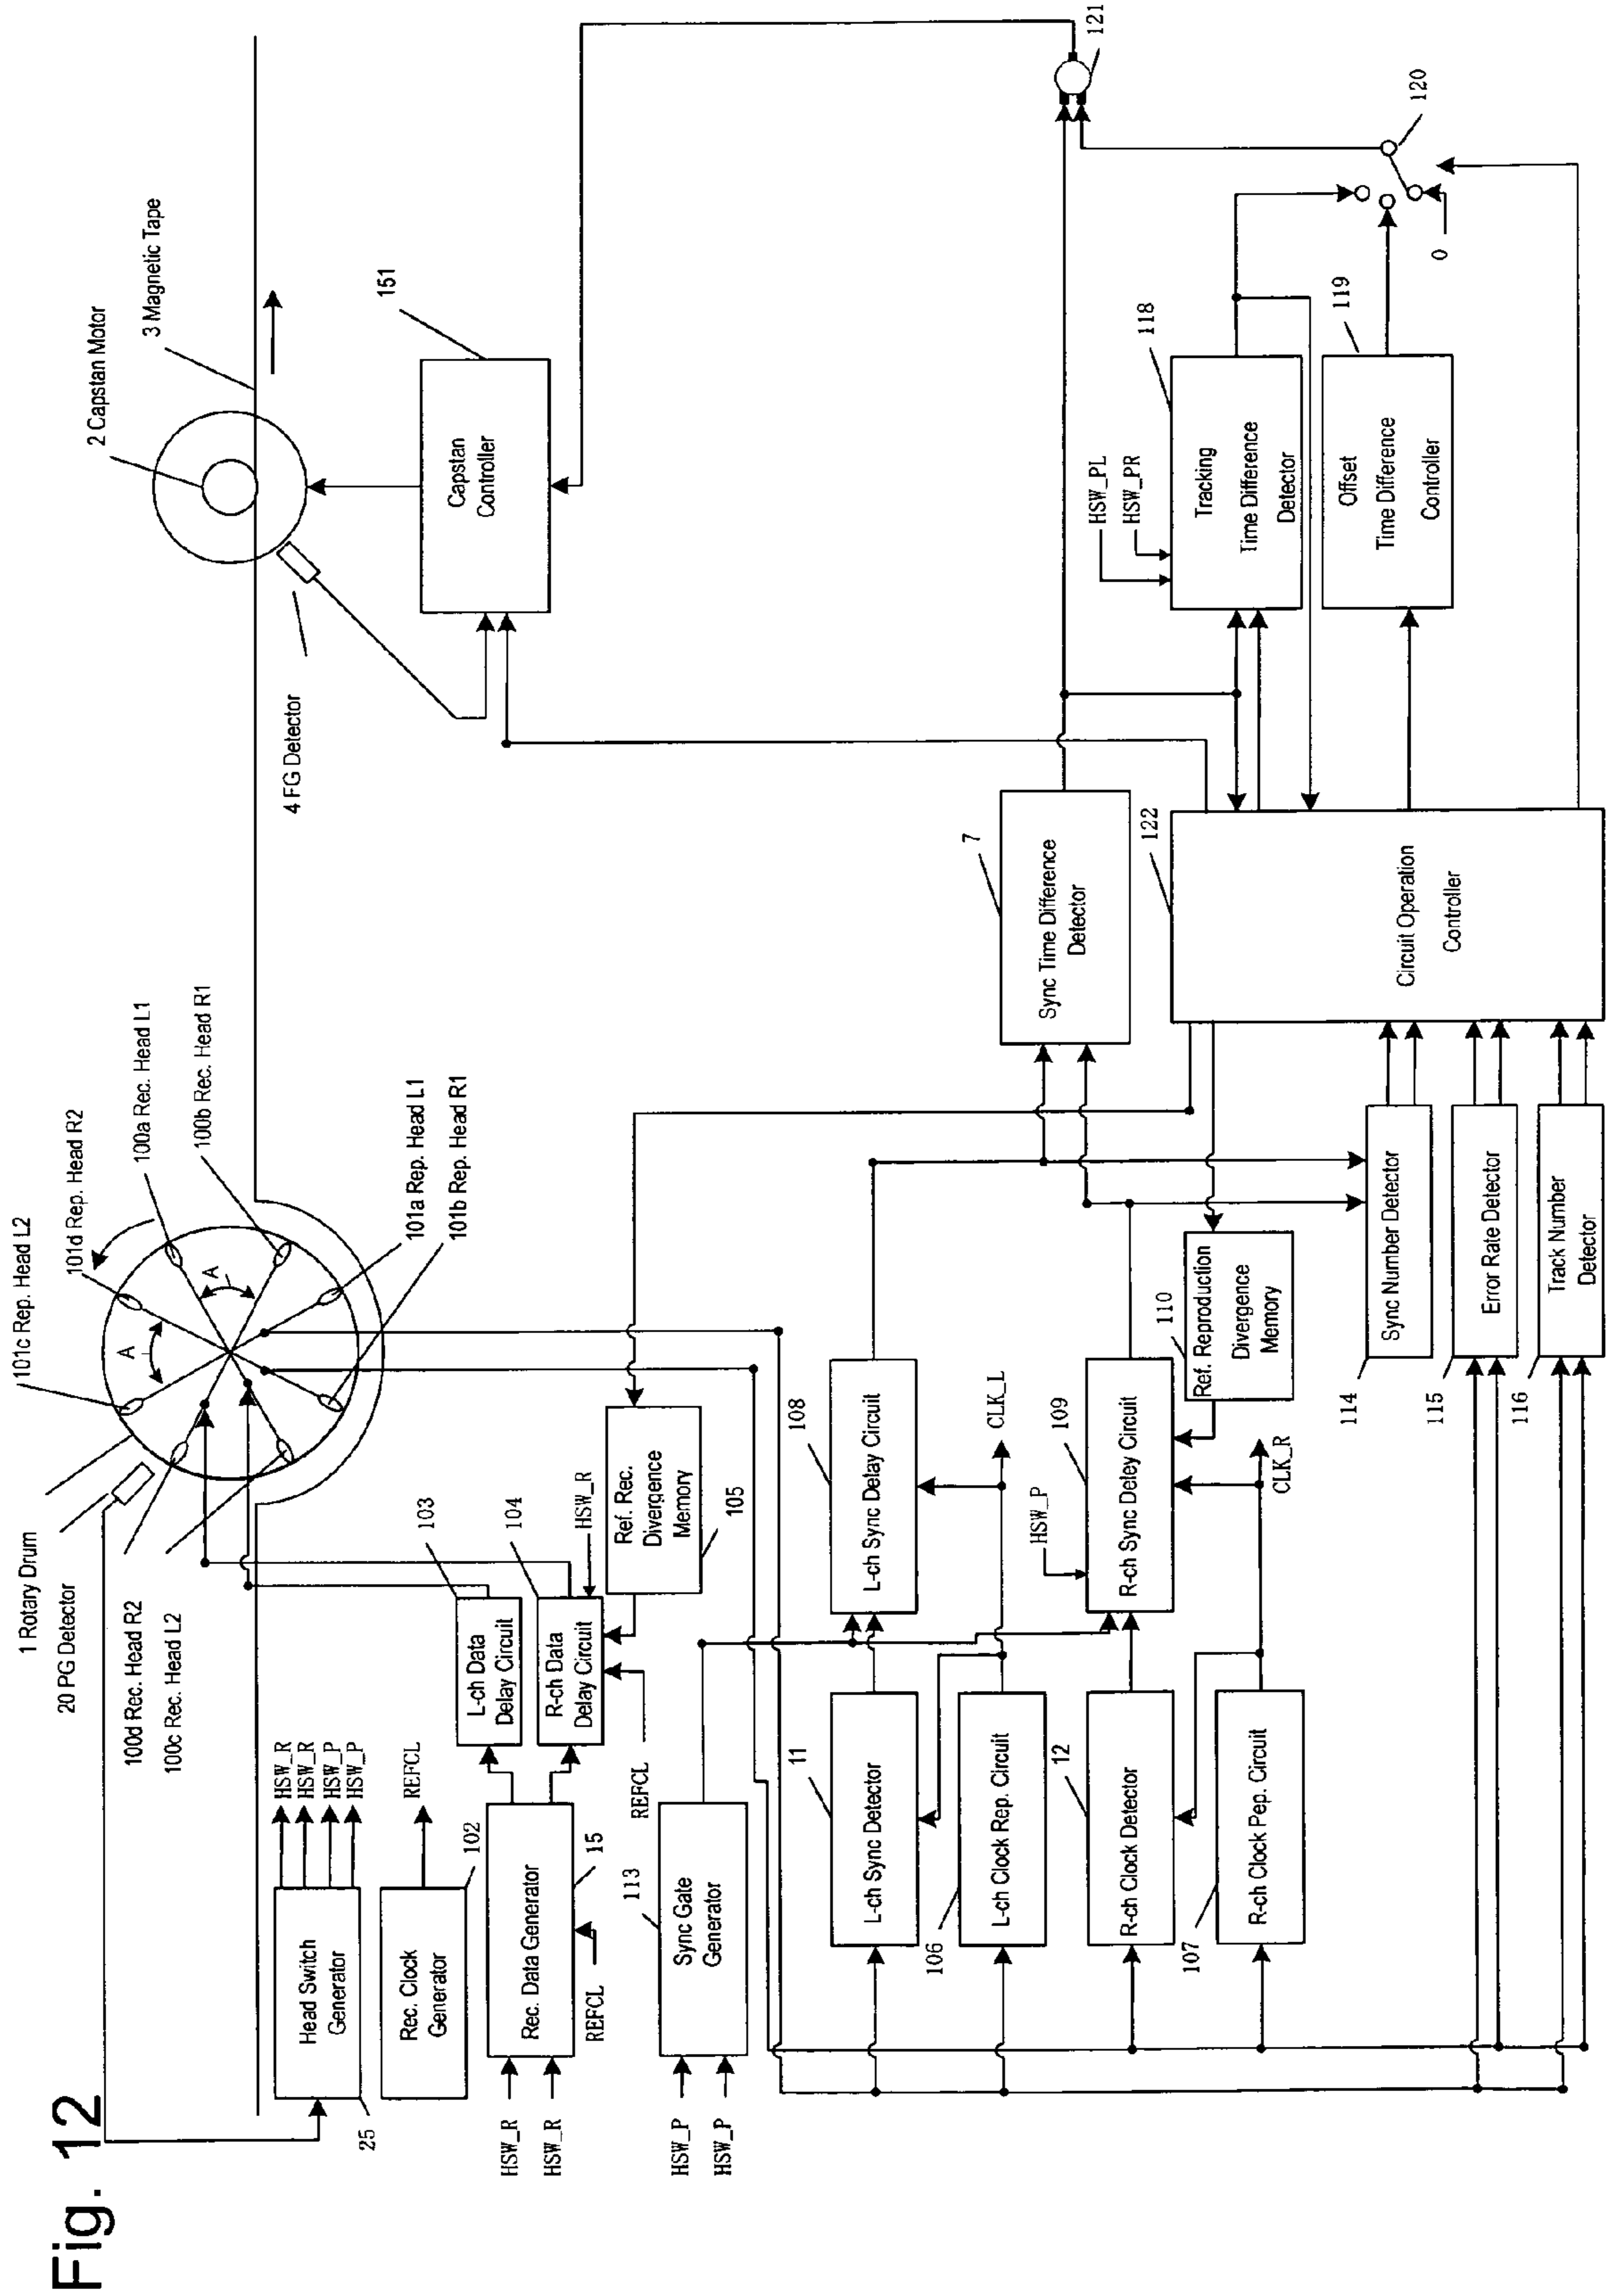 Fig. 12
1 Rotary Drum
20 PG Detector
100d Rec. Head R2
100c Rec. Head L2
101c Rep. Head L2
101d Rep. Head R2
100a Rec. Head L1
100b Rec. Head R1
101a Rep. Head L1
101b Rep. Head R1
A
A
2 Capstan Motor
3 Magnetic Tape
4 FG Detector
151
Capstan
Controller
Head Switch
Generator
25
HSW_R
HSW_R
HSW_P
HSW_P
Rec. Clock
Generator
102
REFCL
HSW_R
HSW_R
Rec. Data Generator
15
REFCL
103
L-ch Data
Delay Circuit
104
R-ch Data
Delay Circuit
HSW_R
REFCL
Ref. Rec.
Divergence
Memory
105
HSW_P
HSW_P
113
Sync Gate
Generator
11
L-ch Sync Detector
106
L-ch Clock Rep. Circuit
12
R-ch Clock Detector
107
R-ch Clock Pep. Circuit
108
L-ch Sync Delay Circuit
CLK_L
HSW_P
109
R-ch Sync Deley Circuit
CLK_R
110
Ref. Reproduction
Divergence
Memory
7
Sync Time Difference
Detector
114
Sync Number Detector
115
Error Rate Detector
116
Track Number
Detector
122
Circuit Operation
Controller
HSW_PL
HSW_PR
118
Tracking
Time Difference
Detector
119
Offset
Time Difference
Controller
0
120
121